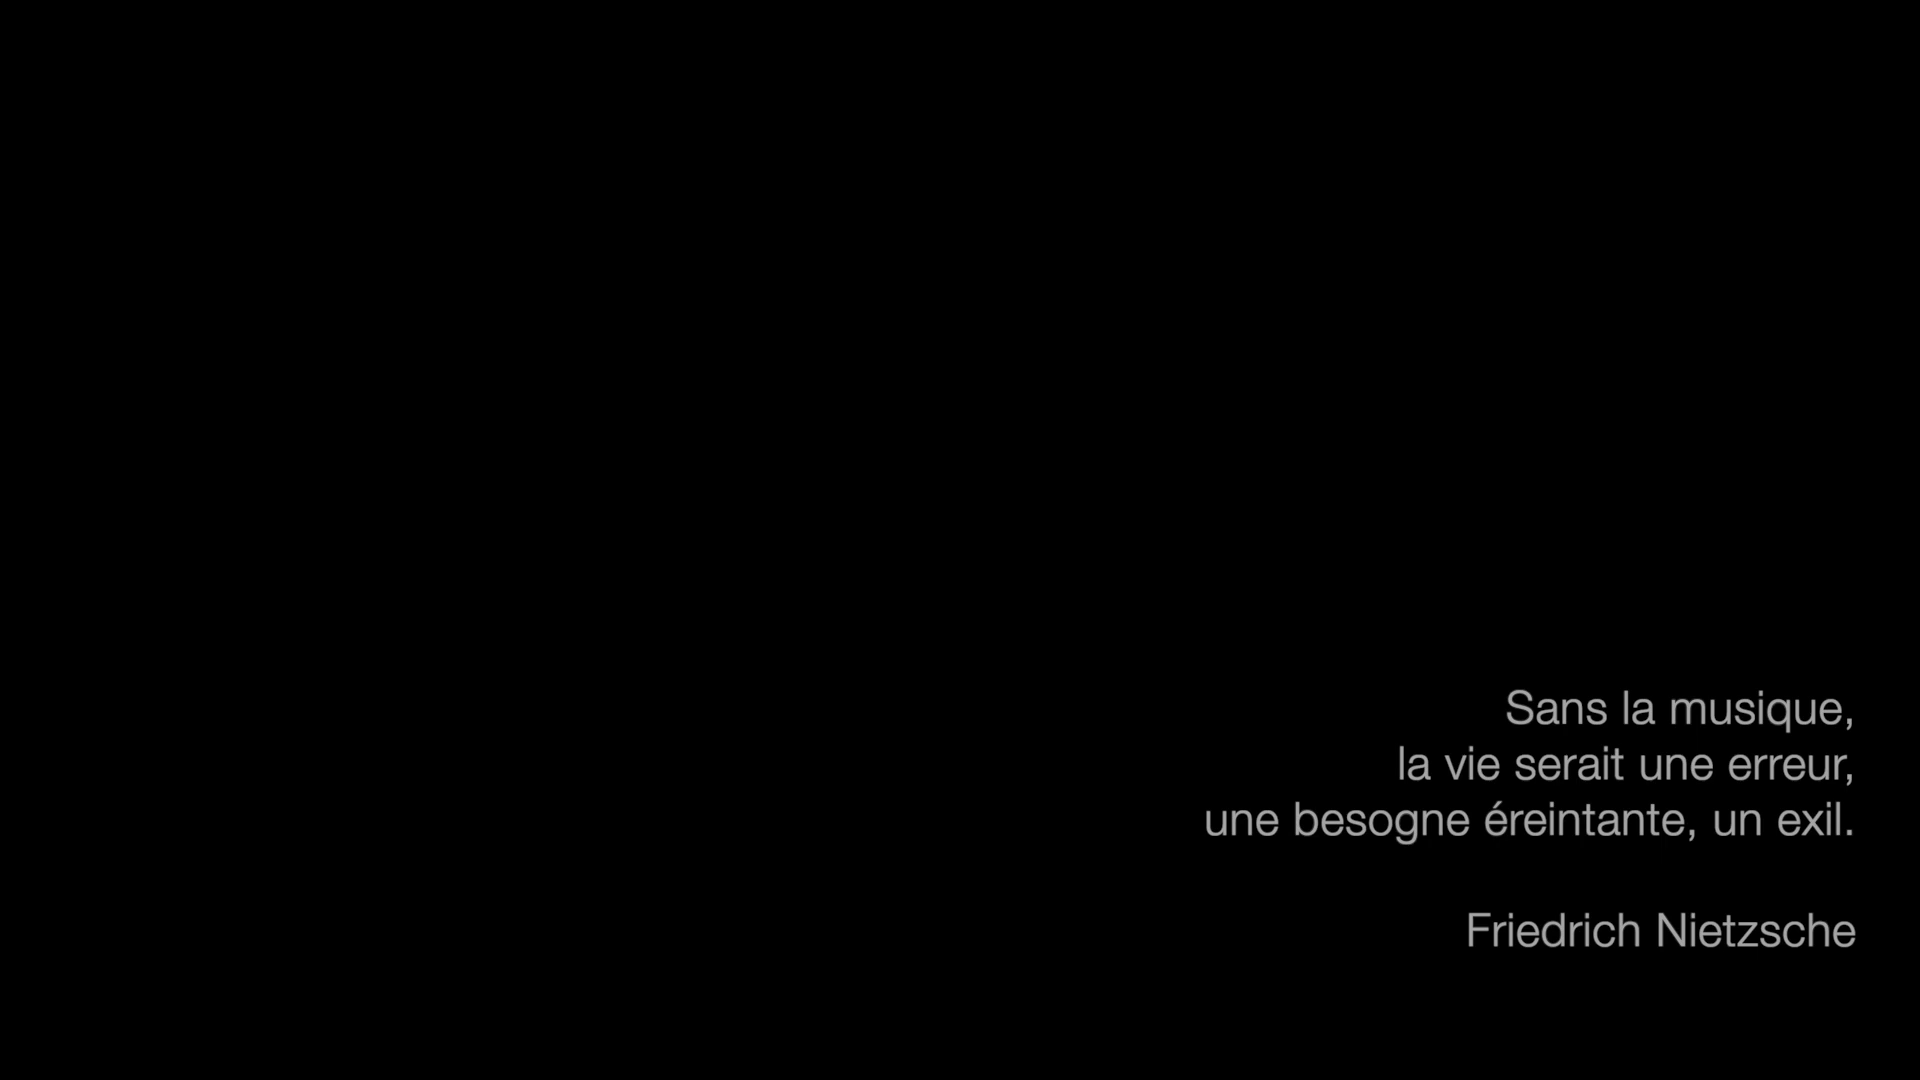 Sans la musique,
la vie serait une erreur,
une besogne éreintante, un exil.
Friedrich Nietzsche